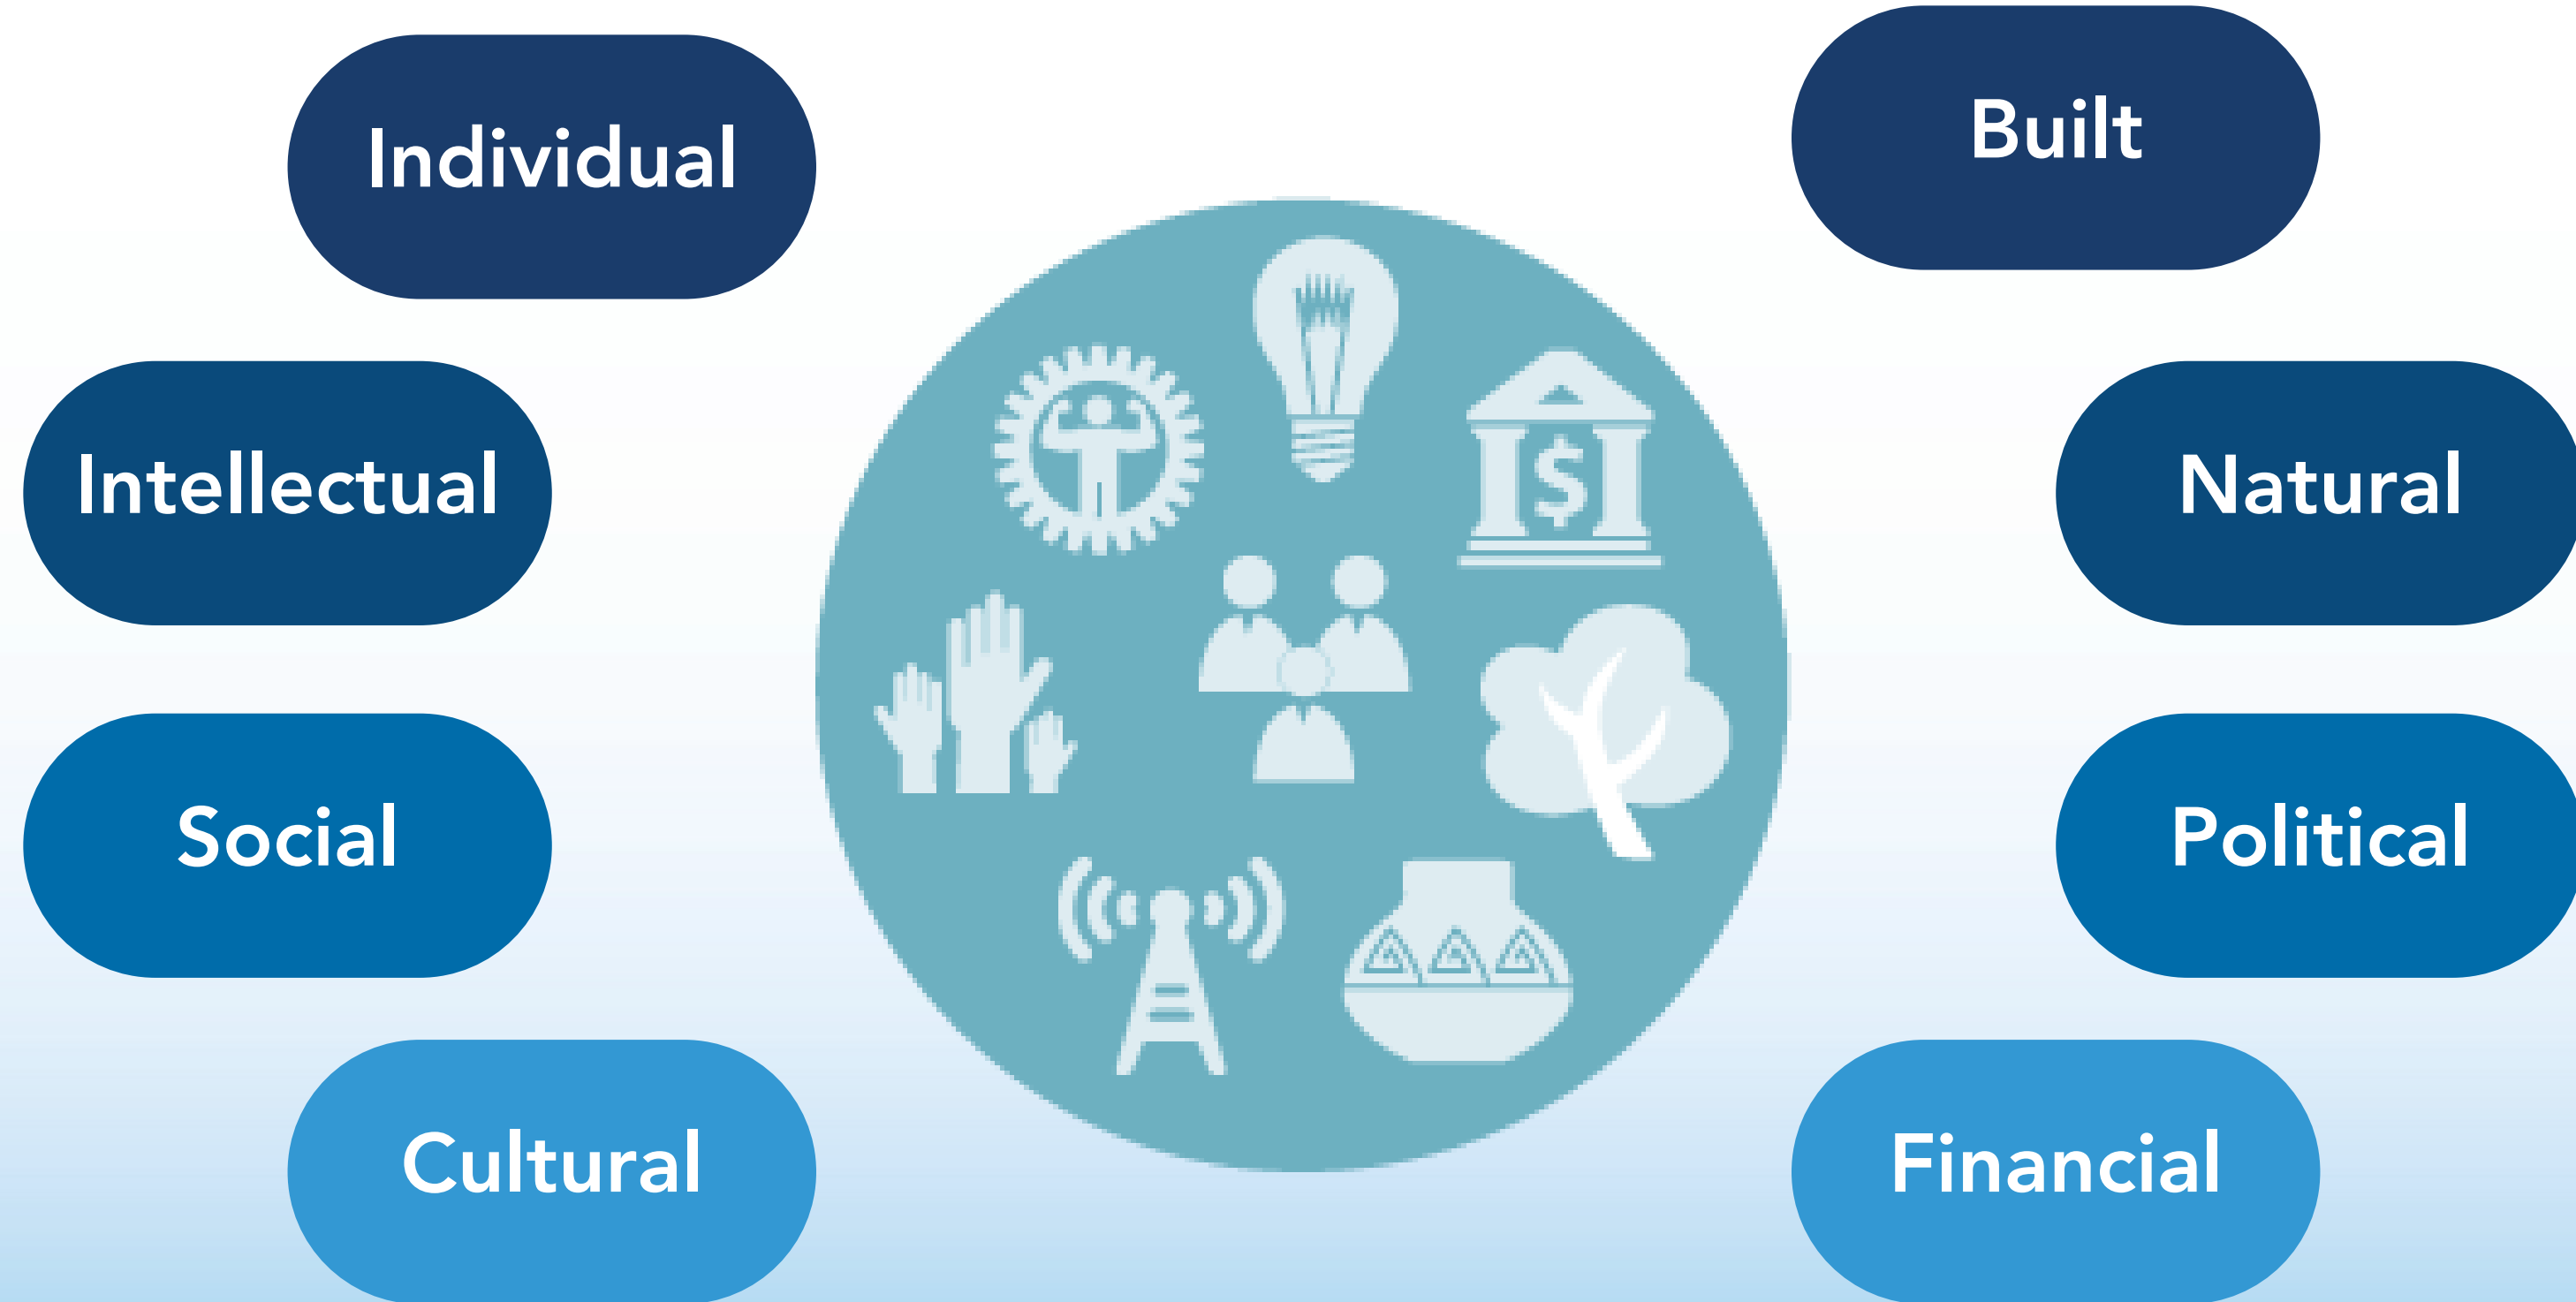 Individual
Built
Intellectual
Natural
Social
Political
Cultural
Financial
$